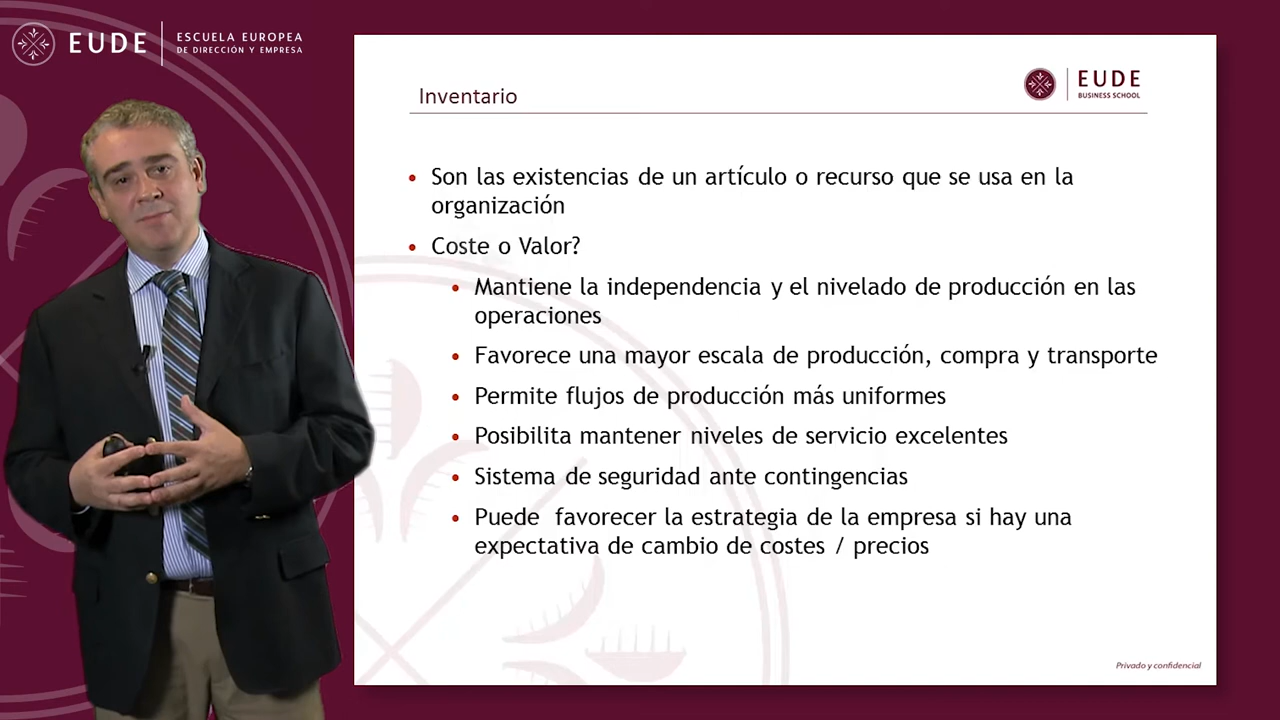 EUDE
ESCUELA EUROPEA
DE DIRECCIÓN Y EMPRESA
Inventario
EUDE
BUSINESS SCHOOL
• Son las existencias de un artículo o recurso que se usa en la
organización
• Coste o Valor?
• Mantiene la independencia y el nivelado de producción en las
operaciones
• Favorece una mayor escala de producción, compra y transporte
• Permite flujos de producción más uniformes
• Posibilita mantener niveles de servicio excelentes
• Sistema de seguridad ante contingencias
• Puede  favorecer la estrategia de la empresa si hay una
expectativa de cambio de costes / precios
Privado y confidencial